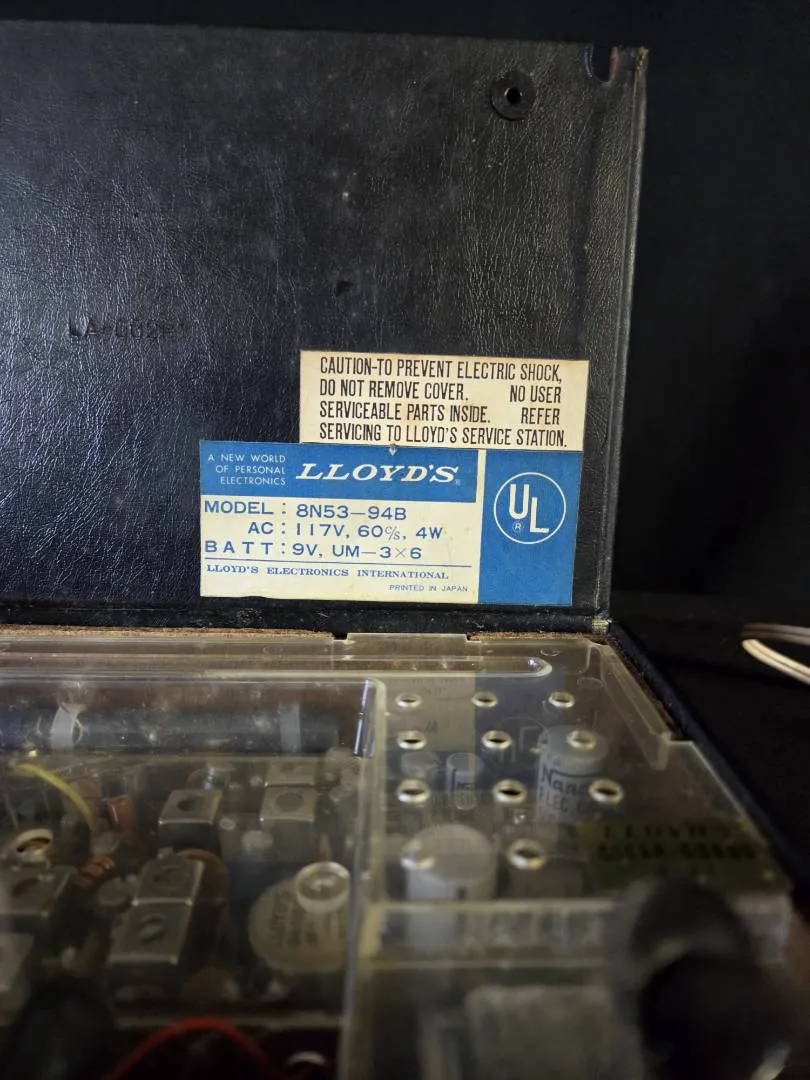 CAUTION-TO PREVENT ELECTRIC SHOCK,
DO NOT REMOVE COVER. NO USER
SERVICEABLE PARTS INSIDE. REFER
SERVICING TO LLOYD'S SERVICE STATION.
A NEW WORLD
OF PERSONAL
ELECTRONICS
LLOYD'S®
UL®
MODEL : 8N53-94B
AC : 117V, 60c/s, 4W
BATT : 9V, UM-3×6
LLOYD'S ELECTRONICS INTERNATIONAL
PRINTED IN JAPAN